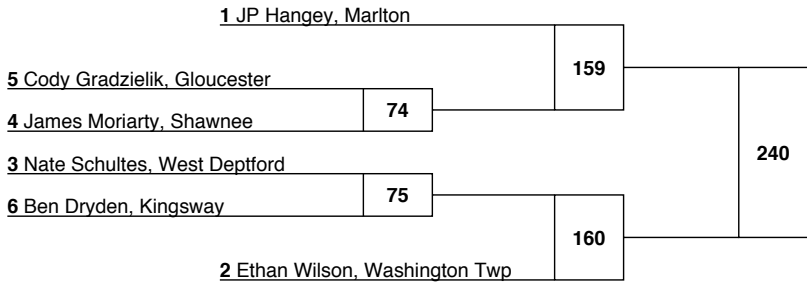 1 JP Hangey, Marlton
159
5 Cody Gradzielik, Gloucester
74
4 James Moriarty, Shawnee
3 Nate Schultes, West Deptford
240
75
6 Ben Dryden, Kingsway
160
2 Ethan Wilson, Washington Twp